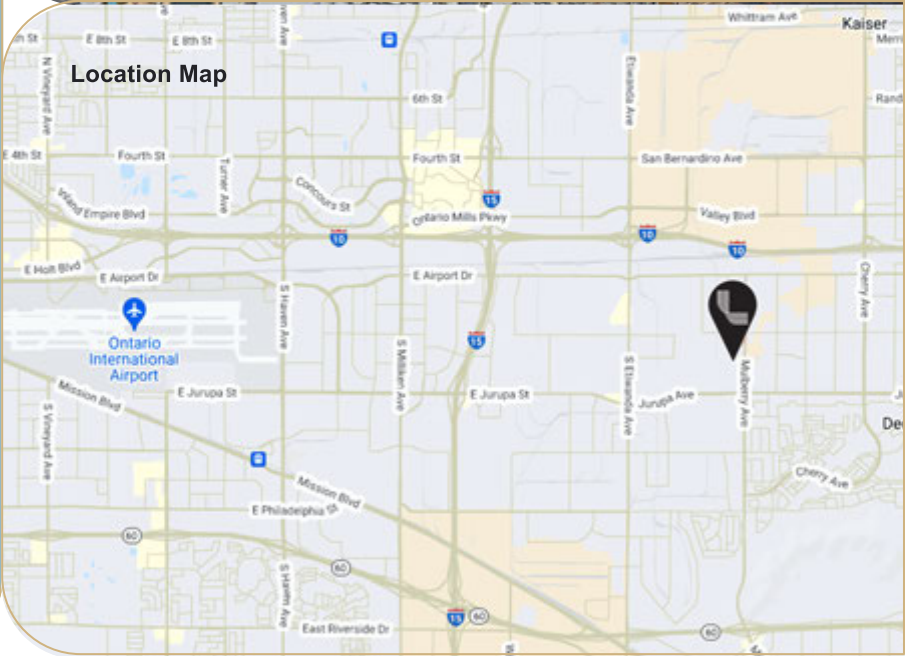 Whittram Ave
Kaiser
E 8th St
E 8th St
Location Map
N Vineyard Ave
Etiwanda Ave
6th St
E 4th St
Fourth St
Fourth St
San Bernardino Ave
Turner Ave
Concours St
Inland Empire Blvd
15
Ontario Mills Pkwy
Valley Blvd
10
10
10
E Holt Blvd
E Airport Dr
E Airport Dr
Cherry Ave
S Haven Ave
Ontario
International
Airport
15
S Milliken Ave
S Etiwanda Ave
Mulberry Ave
Mission Blvd
E Jurupa St
E Jurupa St
Jurupa Ave
S Vineyard Ave
Mission Blvd
Cherry Ave
E Philadelphia St
60
60
S Haven Ave
15
60
60
East Riverside Dr